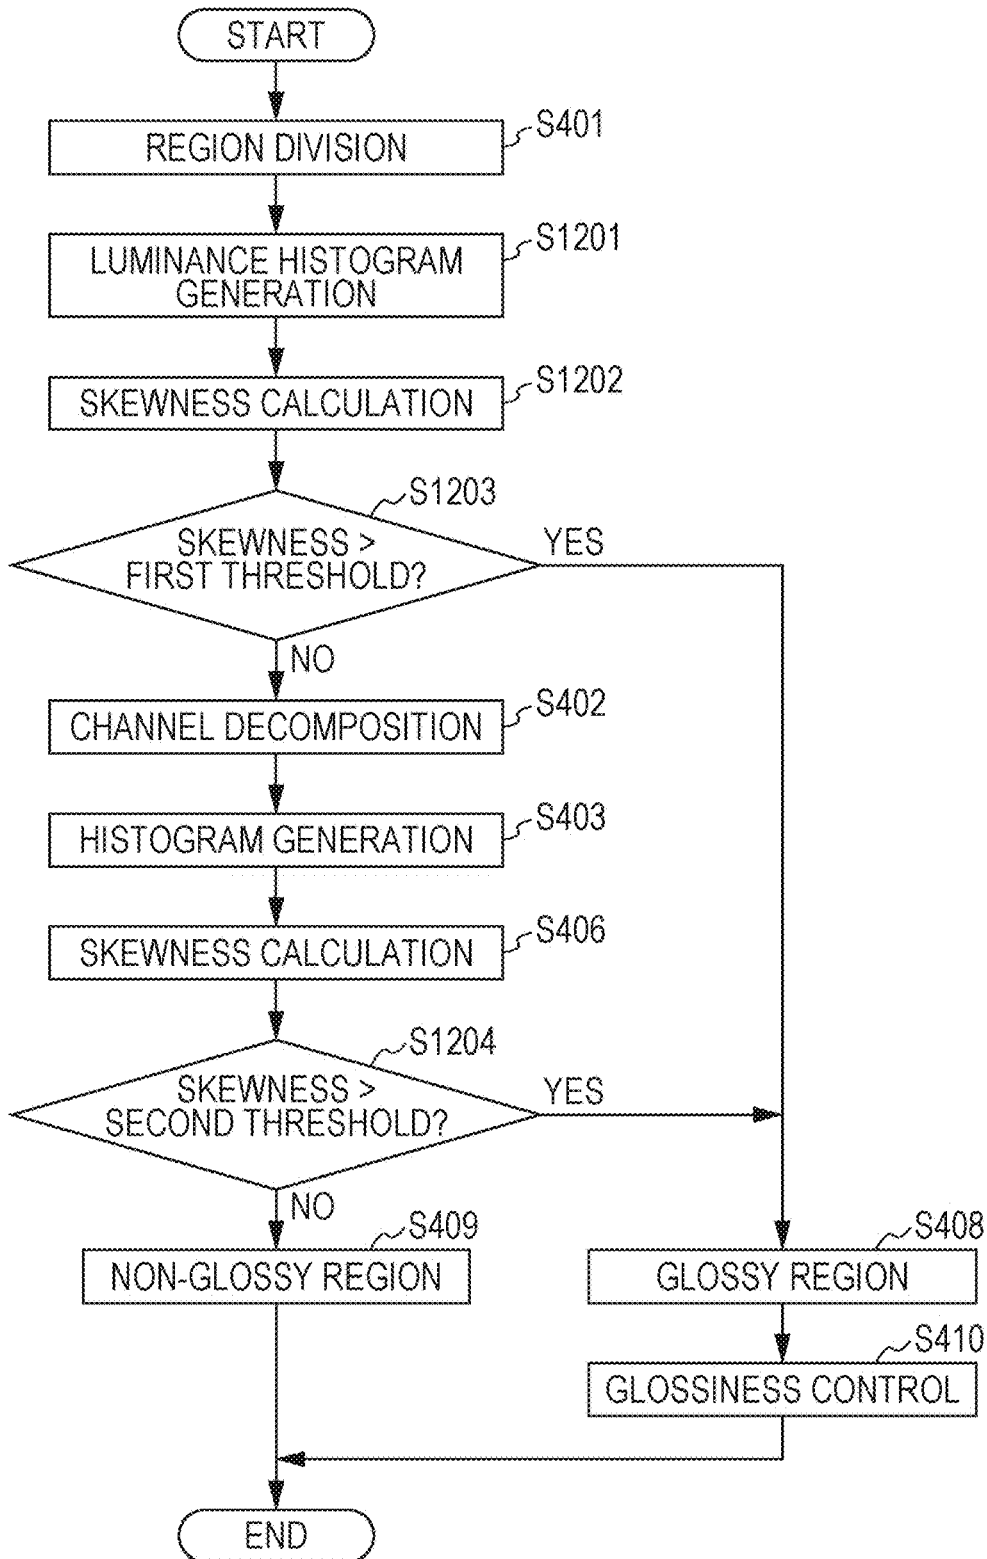 START
S401
REGION DIVISION
S1201
LUMINANCE HISTOGRAM
GENERATION
S1202
SKEWNESS CALCULATION
S1203
SKEWNESS >
FIRST THRESHOLD?
YES
NO
S402
CHANNEL DECOMPOSITION
S403
HISTOGRAM GENERATION
S406
SKEWNESS CALCULATION
S1204
SKEWNESS >
SECOND THRESHOLD?
YES
NO
S409
NON-GLOSSY REGION
S408
GLOSSY REGION
S410
GLOSSINESS CONTROL
END